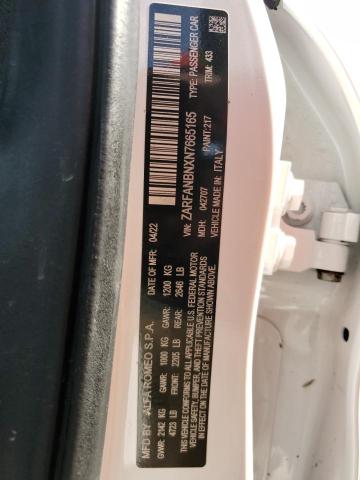 MFD BY ALFA ROMEO S.P.A.
DATE OF MFR: 04/22
GVWR: 2142 KG
GAWR: 1000 KG
GAWR: 1200 KG
4723 LB
FRONT: 2205 LB
REAR: 2646 LB
THIS VEHICLE CONFORMS TO ALL APPLICABLE U.S. FEDERAL MOTOR
VEHICLE SAFETY, BUMPER, AND THEFT PREVENTION STANDARDS
IN EFFECT ON THE DATE OF MANUFACTURE SHOWN ABOVE.
VIN: ZARFANBNXN7665165
TYPE: PASSENGER CAR
MDH: 042707
PAINT: 217
TRIM: 433
VEHICLE MADE IN: ITALY